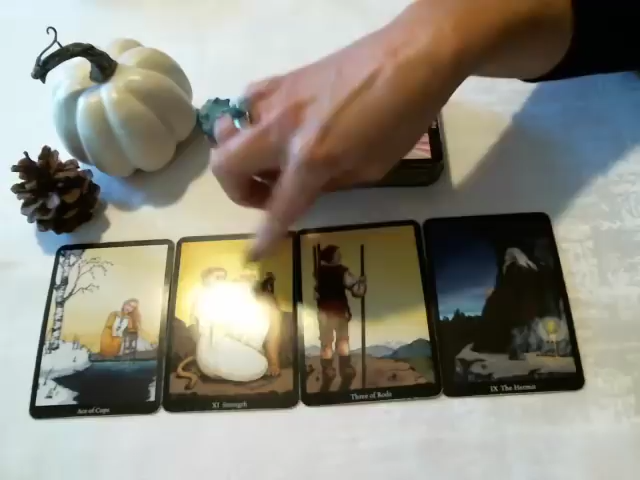 Ace of Cups
XI Strength
Three of Rods
IX The Hermit